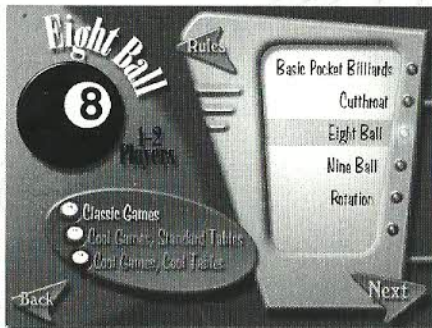 Eight Ball
8
1-2
Players
Rules
Basic Pocket Billiards
Cutthroat
Eight Ball
Nine Ball
Rotation
Classic Games
Cool Games, Standard Tables
Cool Games, Cool Tables
Back
Next